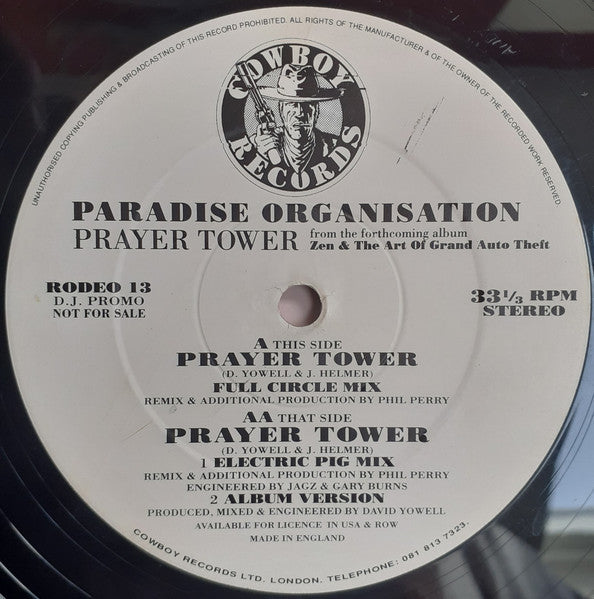 UNAUTHORISED COPYING PUBLISHING & BROADCASTING OF THIS RECORD PROHIBITED. ALL RIGHTS OF THE MANUFACTURER & OF THE OWNER OF THE RECORDED WORK RESERVED.
COWBOY
RECORDS
PARADISE ORGANISATION
PRAYER TOWER from the forthcoming album
Zen & The Art Of Grand Auto Theft
RODEO 13
D.J. PROMO
NOT FOR SALE
33 1/3 RPM
STEREO
A THIS SIDE
PRAYER TOWER
(D. YOWELL & J. HELMER)
FULL CIRCLE MIX
REMIX & ADDITIONAL PRODUCTION BY PHIL PERRY
AA THAT SIDE
PRAYER TOWER
(D. YOWELL & J. HELMER)
1 ELECTRIC PIG MIX
REMIX & ADDITIONAL PRODUCTION BY PHIL PERRY
ENGINEERED BY JAGZ & GARY BURNS
2 ALBUM VERSION
PRODUCED, MIXED & ENGINEERED BY DAVID YOWELL
AVAILABLE FOR LICENCE IN USA & ROW
MADE IN ENGLAND
COWBOY RECORDS LTD. LONDON. TELEPHONE: 081 813 7323.